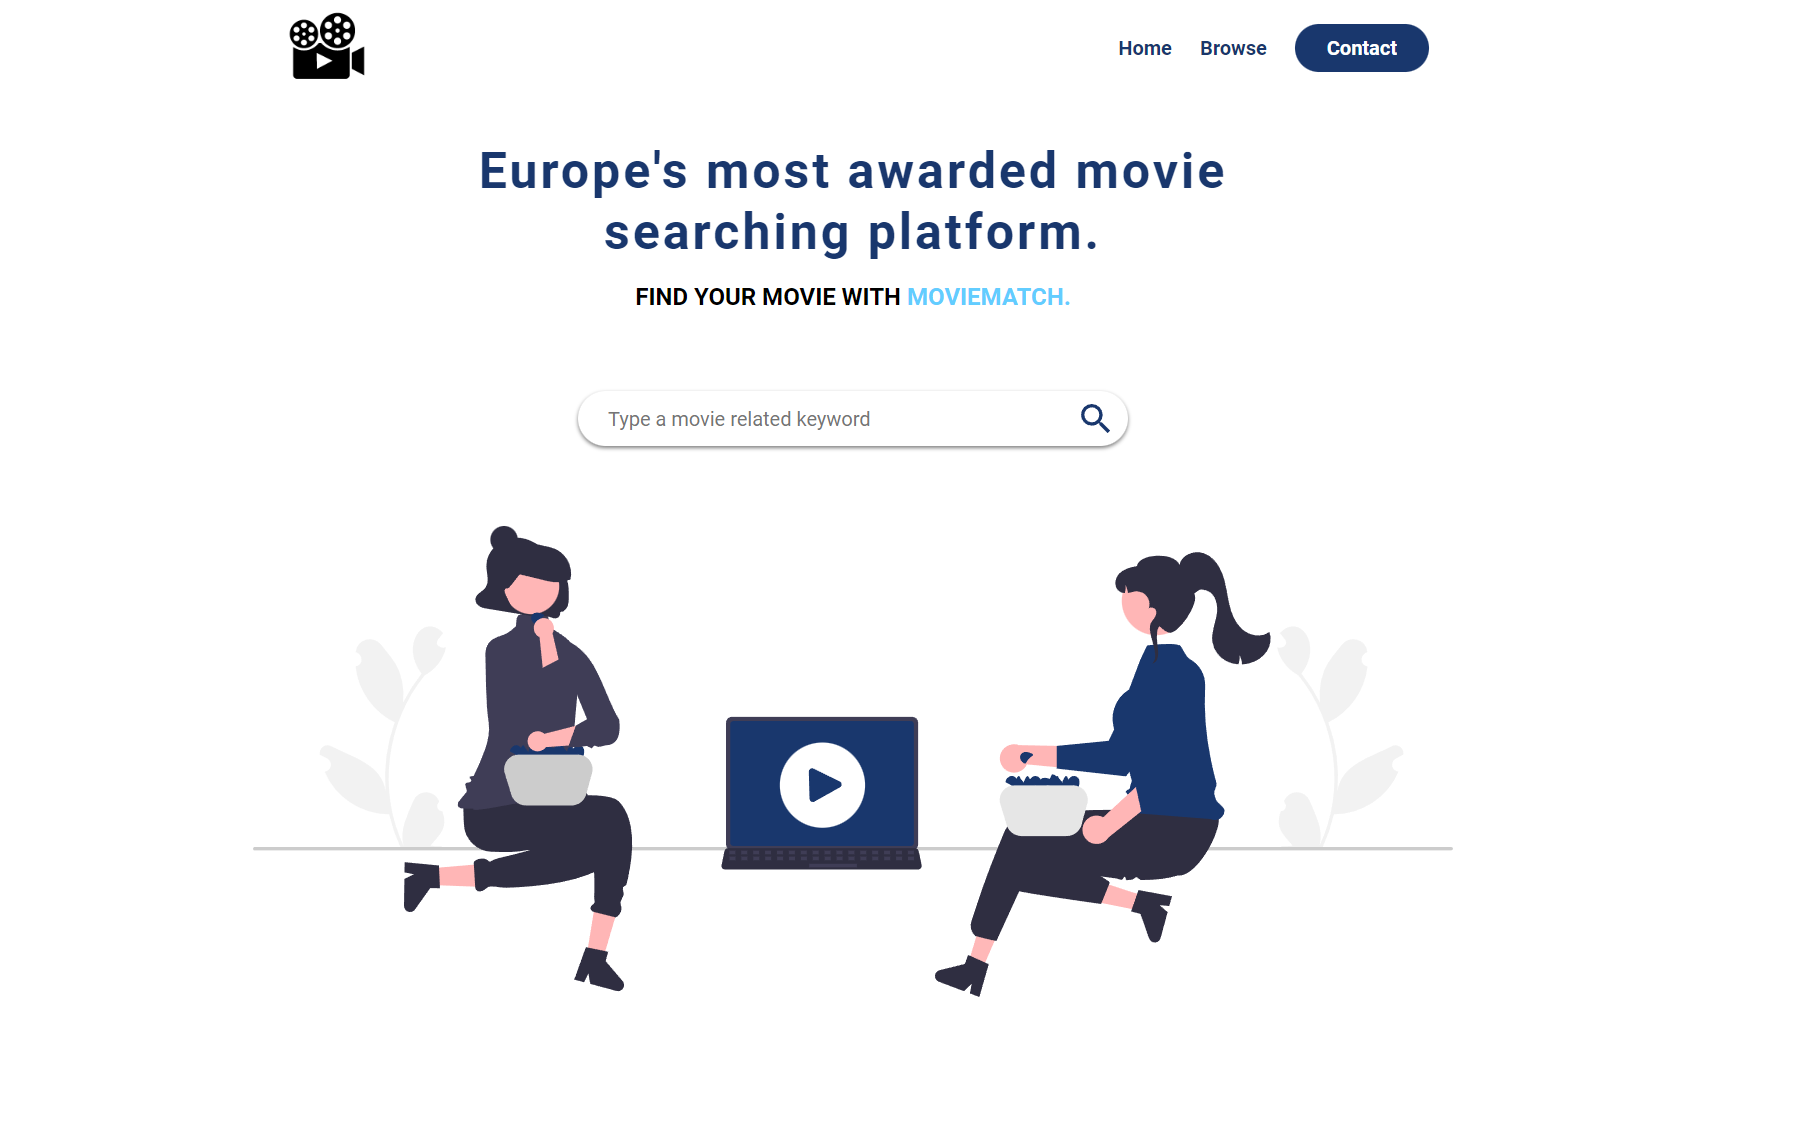 Home Browse Contact
Europe's most awarded movie
searching platform.
FIND YOUR MOVIE WITH MOVIEMATCH.
Type a movie related keyword